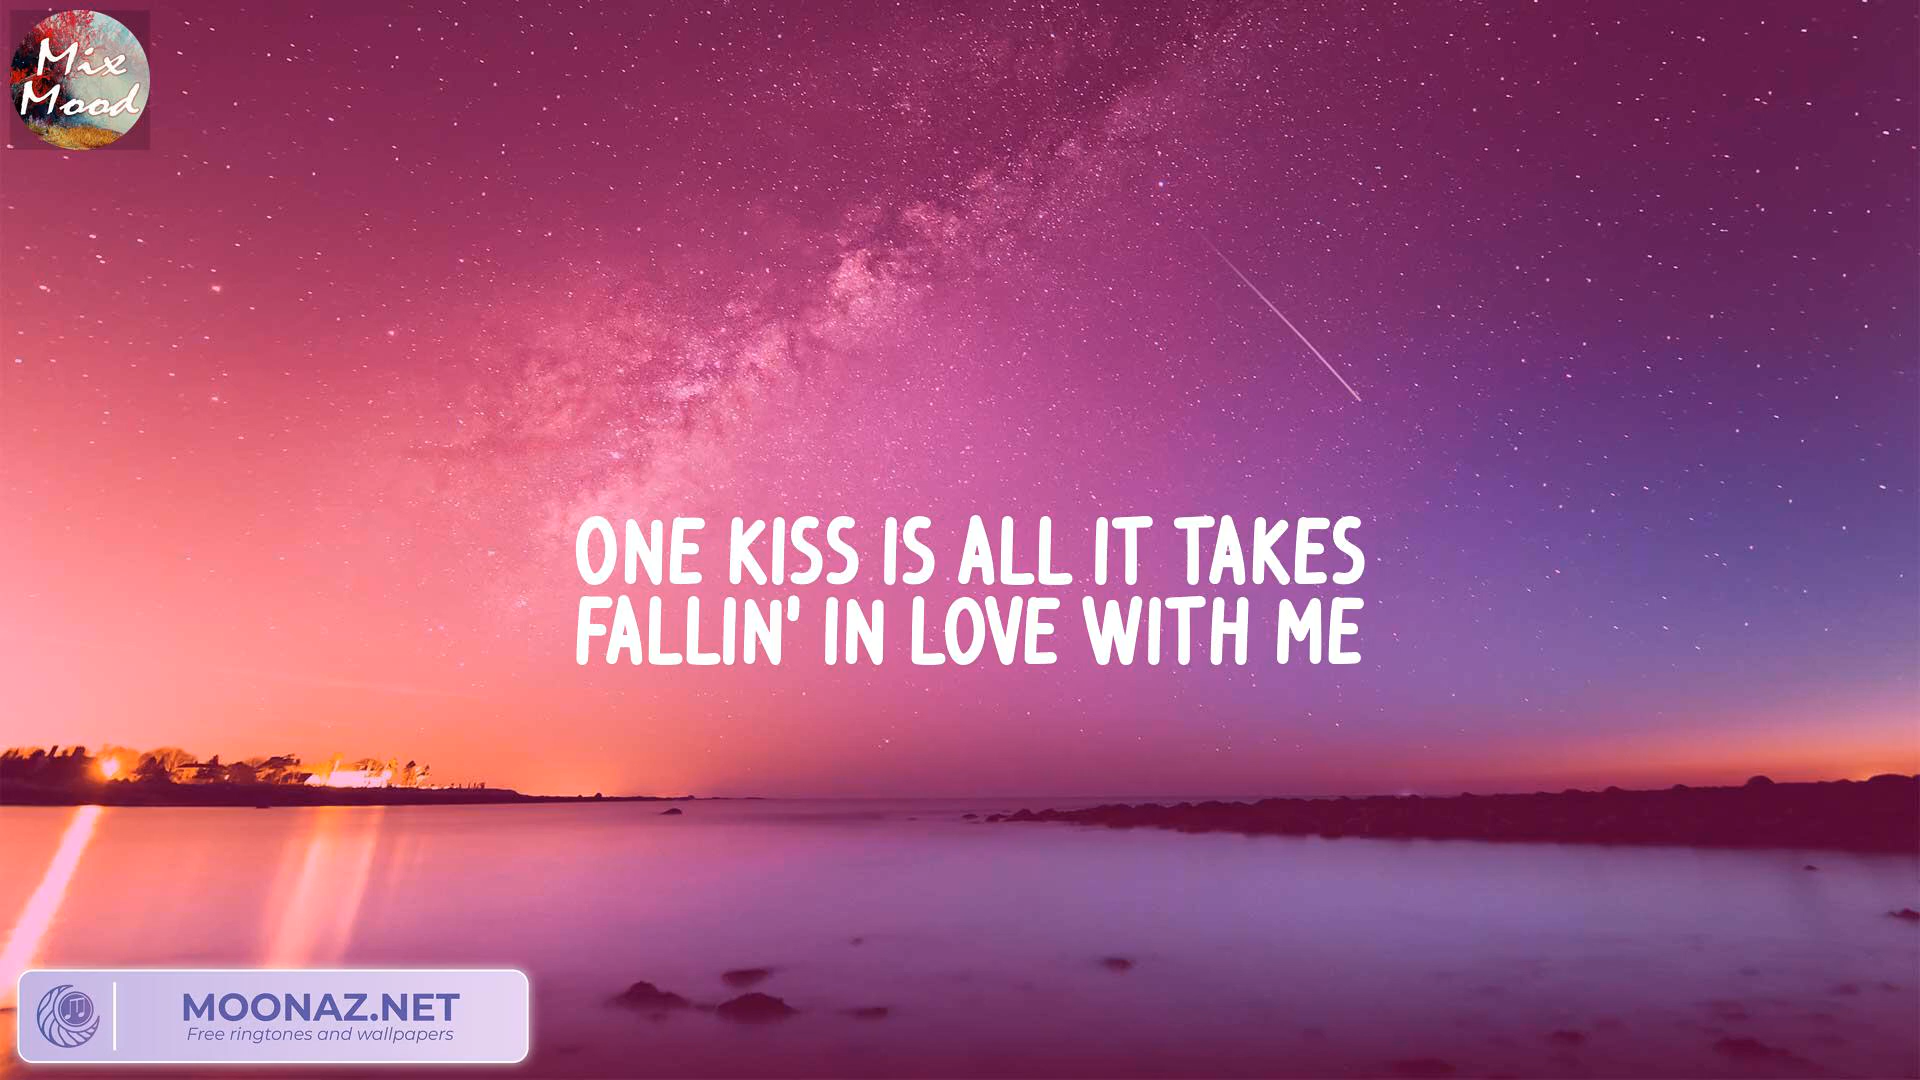 Mix
Mood
ONE KISS IS ALL IT TAKES
FALLIN' IN LOVE WITH ME
MOONAZ.NET
Free ringtones and wallpapers